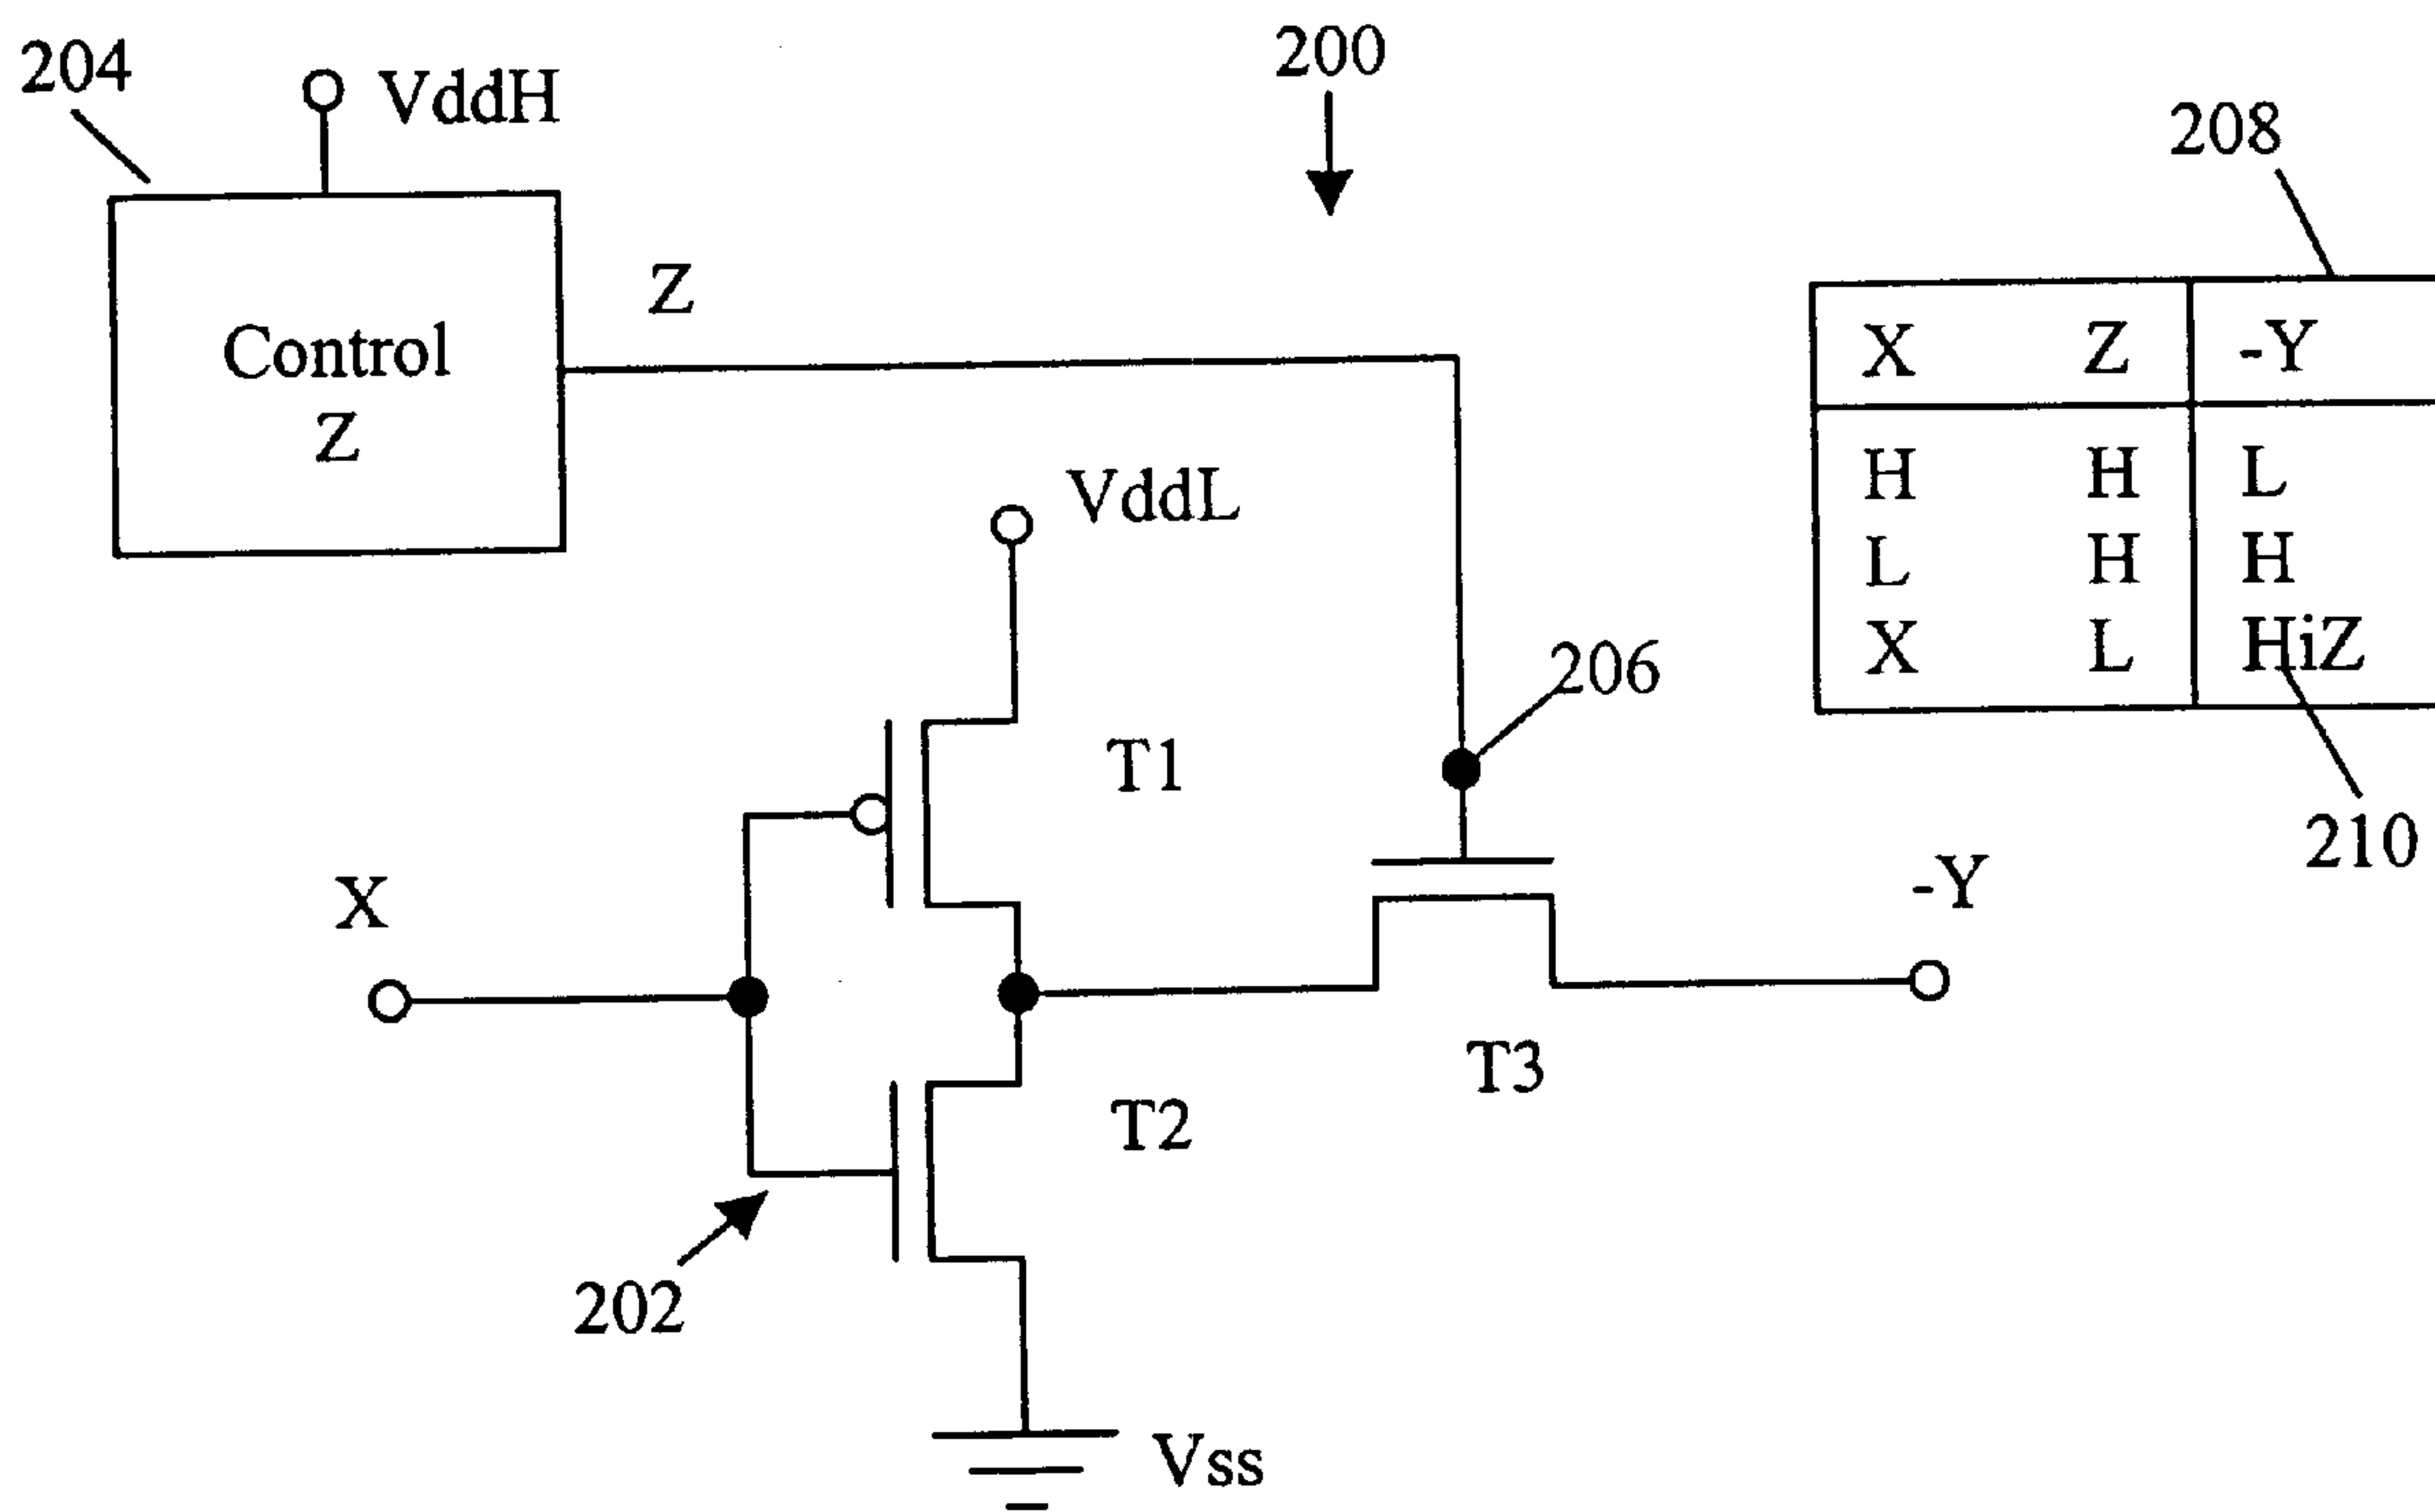 204
VddH
200
208
Z
Control
Z
X Z -Y
H H L
L H H
X L HiZ
VddL
206
T1
210
X
-Y
T3
T2
202
Vss